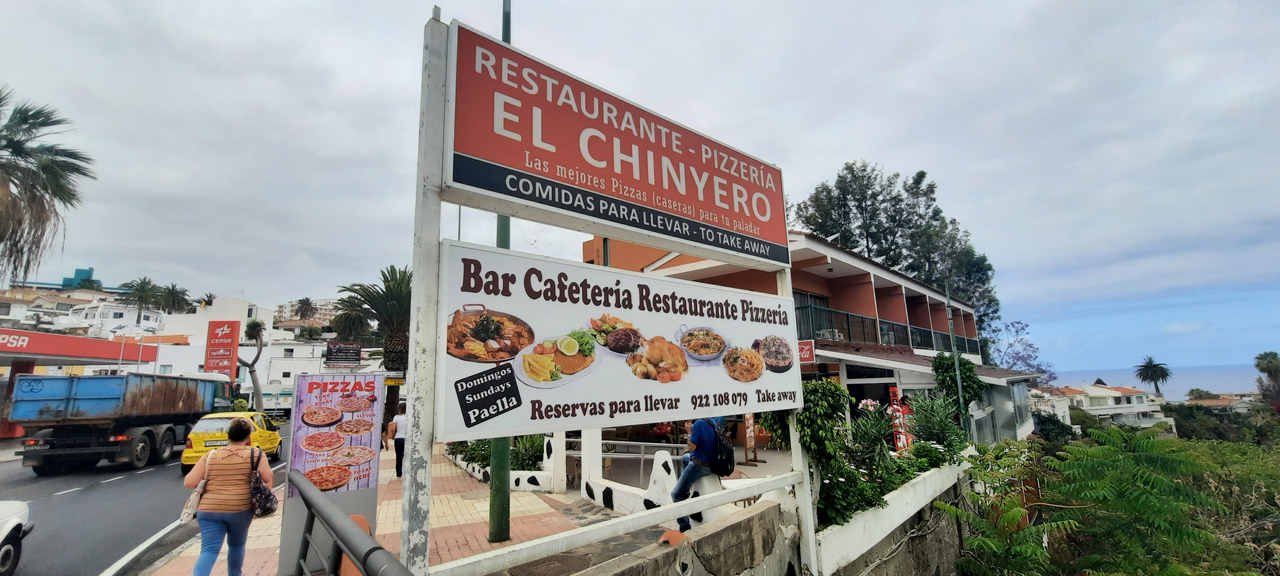 RESTAURANTE - PIZZERÍA
EL CHINYERO
Las mejores Pizzas (caseras) para tu paladar
COMIDAS PARA LLEVAR - TO TAKE AWAY
Bar Cafetería Restaurante Pizzería
Domingos
Sundays
Paella
Reservas para llevar 922 108 079 Take away
PIZZAS
CEPSA
PSA